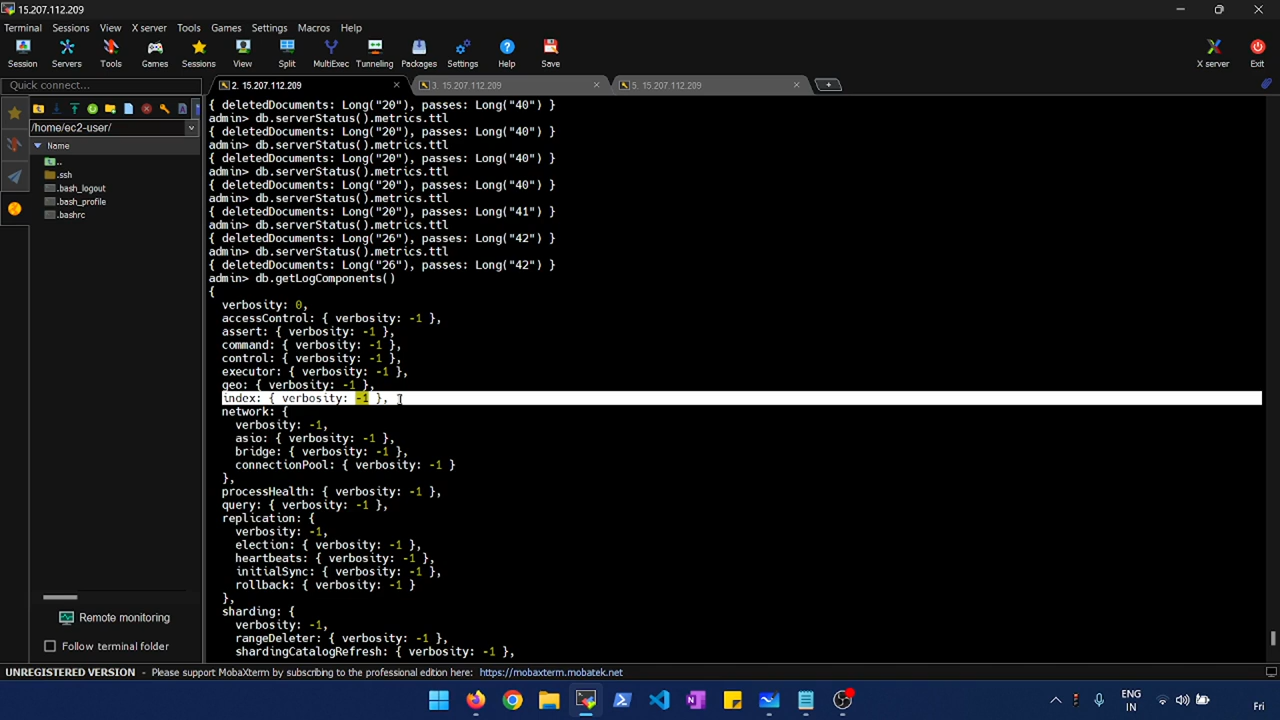 15.207.112.209
Terminal Sessions View X server Tools Games Settings Macros Help
Session Servers Tools Games Sessions View Split MultiExec Tunneling Packages Settings Help Save X server Exit
Quick connect...
2. 15.207.112.209
3. 15.207.112.209
5. 15.207.112.209
/home/ec2-user/
Name
..
.ssh
.bash_logout
.bash_profile
.bashrc
Remote monitoring
Follow terminal folder
{ deletedDocuments: Long("20"), passes: Long("40") }
admin> db.serverStatus().metrics.ttl
{ deletedDocuments: Long("20"), passes: Long("40") }
admin> db.serverStatus().metrics.ttl
{ deletedDocuments: Long("20"), passes: Long("40") }
admin> db.serverStatus().metrics.ttl
{ deletedDocuments: Long("20"), passes: Long("40") }
admin> db.serverStatus().metrics.ttl
{ deletedDocuments: Long("20"), passes: Long("41") }
admin> db.serverStatus().metrics.ttl
{ deletedDocuments: Long("26"), passes: Long("42") }
admin> db.serverStatus().metrics.ttl
{ deletedDocuments: Long("26"), passes: Long("42") }
admin> db.getLogComponents()
{
verbosity: 0,
accessControl: { verbosity: -1 },
assert: { verbosity: -1 },
command: { verbosity: -1 },
control: { verbosity: -1 },
executor: { verbosity: -1 },
geo: { verbosity: -1 },
index: { verbosity: -1 },
network: {
verbosity: -1,
asio: { verbosity: -1 },
bridge: { verbosity: -1 },
connectionPool: { verbosity: -1 }
},
processHealth: { verbosity: -1 },
query: { verbosity: -1 },
replication: {
verbosity: -1,
election: { verbosity: -1 },
heartbeats: { verbosity: -1 },
initialSync: { verbosity: -1 },
rollback: { verbosity: -1 }
},
sharding: {
verbosity: -1,
rangeDeleter: { verbosity: -1 },
shardingCatalogRefresh: { verbosity: -1 },
UNREGISTERED VERSION - Please support MobaXterm by subscribing to the professional edition here: https://mobaxterm.mobatek.net
ENG
IN
Fri